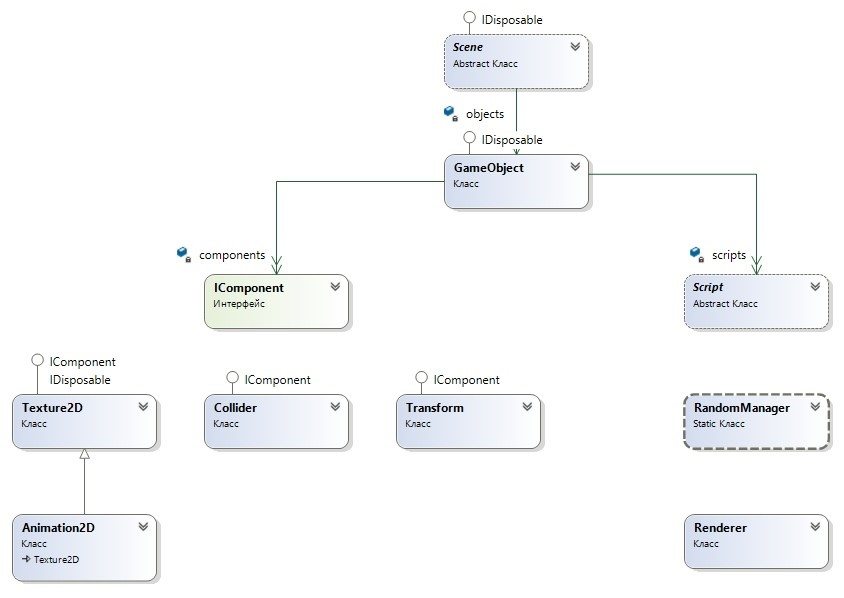 IDisposable
Scene
Abstract Класс
objects
IDisposable
GameObject
Класс
components
scripts
IComponent
Интерфейс
Script
Abstract Класс
IComponent
IDisposable
IComponent
IComponent
Texture2D
Класс
Collider
Класс
Transform
Класс
RandomManager
Static Класс
Animation2D
Класс
Texture2D
Renderer
Класс